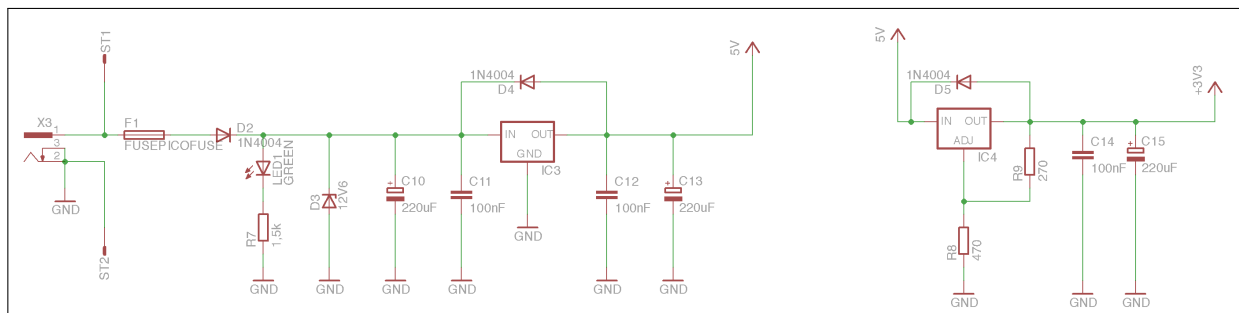 ST1
X3
1
3
2
GND
ST2
F1
FUSEPICOFUSE
D2
1N4004
LED1
GREEN
R7
1,5k
GND
D3
12V6
GND
+
C10
220uF
GND
C11
100nF
GND
1N4004
D4
IN
OUT
GND
IC3
GND
C12
100nF
GND
+
C13
220uF
GND
5V
5V
1N4004
D5
IN
OUT
ADJ
IC4
R9
270
R8
470
GND
C14
100nF
GND
+
C15
220uF
GND
+3V3